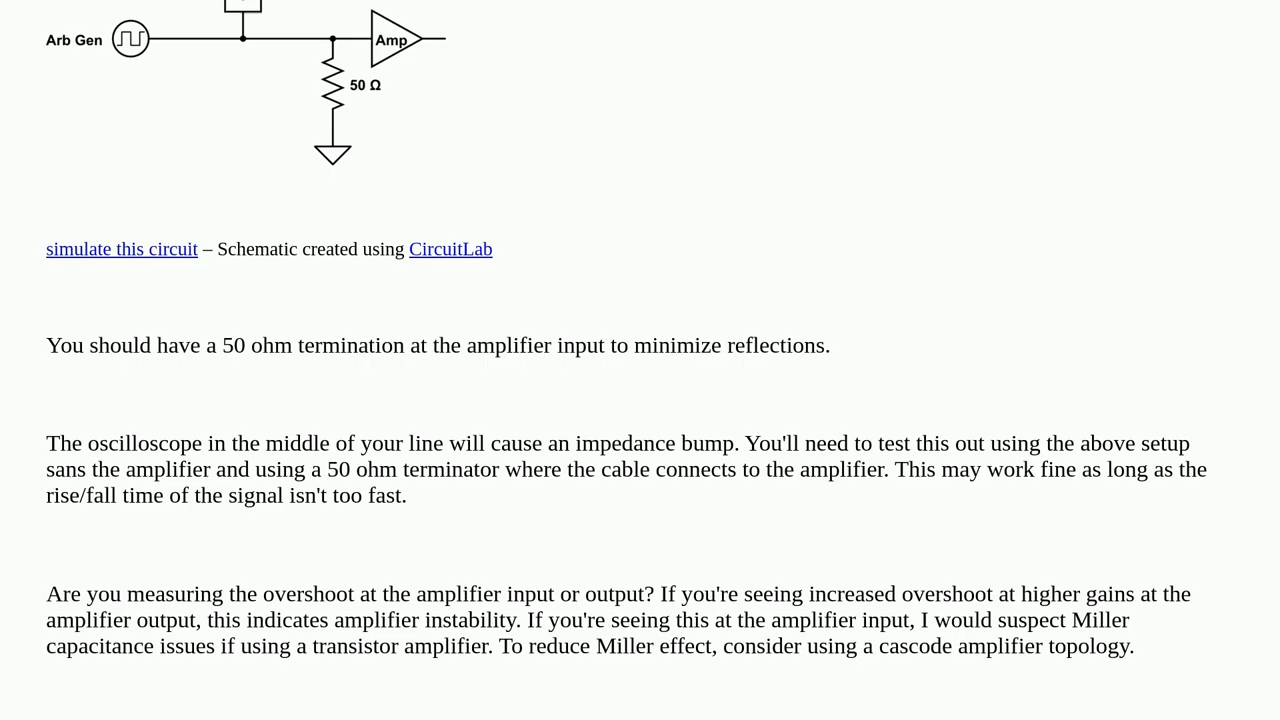 Arb Gen
Amp
50 Ω
simulate this circuit – Schematic created using CircuitLab
You should have a 50 ohm termination at the amplifier input to minimize reflections.
The oscilloscope in the middle of your line will cause an impedance bump. You'll need to test this out using the above setup
sans the amplifier and using a 50 ohm terminator where the cable connects to the amplifier. This may work fine as long as the
rise/fall time of the signal isn't too fast.
Are you measuring the overshoot at the amplifier input or output? If you're seeing increased overshoot at higher gains at the
amplifier output, this indicates amplifier instability. If you're seeing this at the amplifier input, I would suspect Miller
capacitance issues if using a transistor amplifier. To reduce Miller effect, consider using a cascode amplifier topology.